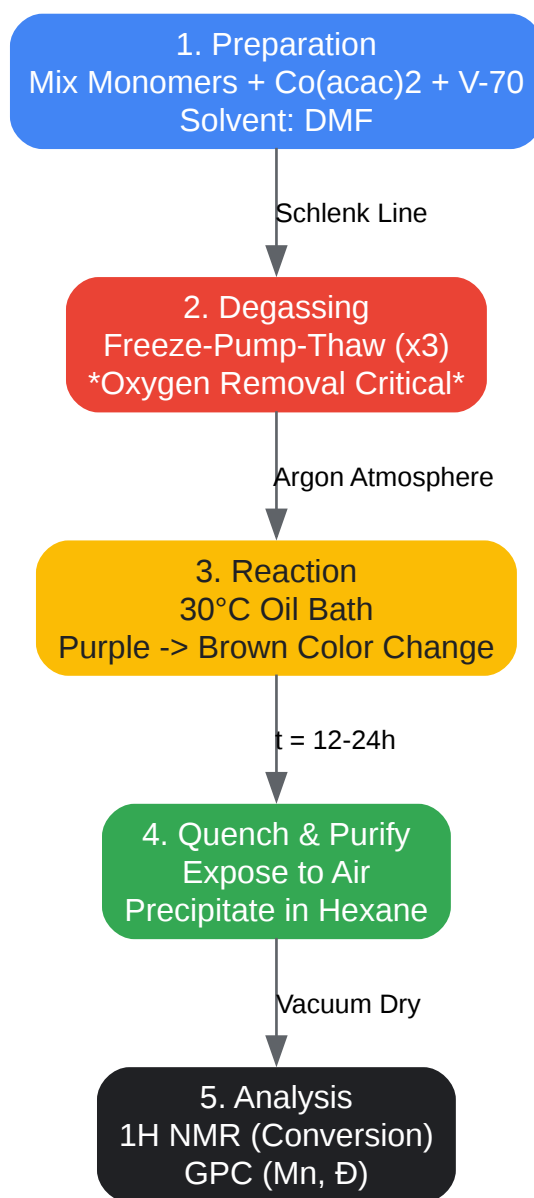 1. Preparation
Mix Monomers + Co(acac)2 + V-70
Solvent: DMF
Schlenk Line
2. Degassing
Freeze-Pump-Thaw (x3)
*Oxygen Removal Critical*
Argon Atmosphere
3. Reaction
30°C Oil Bath
Purple -> Brown Color Change
t = 12-24h
4. Quench & Purify
Expose to Air
Precipitate in Hexane
Vacuum Dry
5. Analysis
1H NMR (Conversion)
GPC (Mn, Đ)